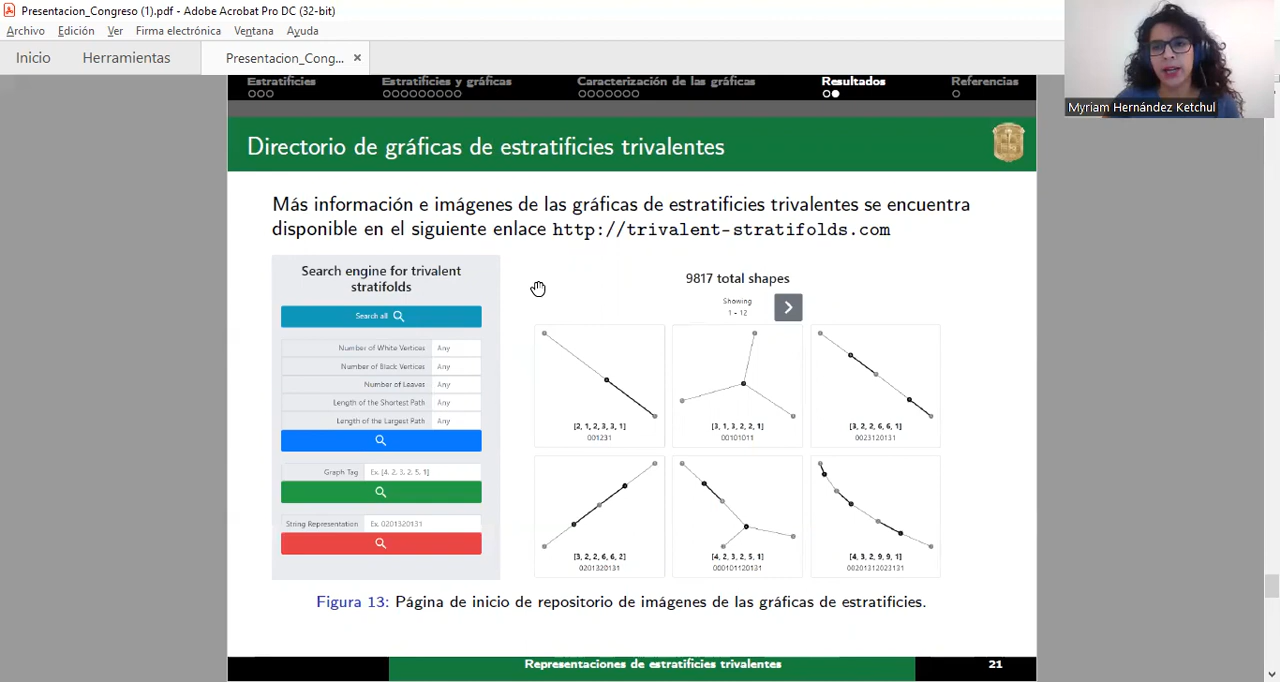 Presentacion_Congreso (1).pdf - Adobe Acrobat Pro DC (32-bit)
Archivo Edición Ver Firma electrónica Ventana Ayuda
Inicio Herramientas Presentacion_Cong... ×
Myriam Hernández Ketchul
Estratificies Estratificies y gráficas Caracterización de las gráficas Resultados Referencias
Directorio de gráficas de estratificies trivalentes
Más información e imágenes de las gráficas de estratificies trivalentes se encuentra
disponible en el siguiente enlace http://trivalent-stratifolds.com
Search engine for trivalent
stratifolds
Search all
Number of White Vertices Any
Number of Black Vertices Any
Number of Leaves Any
Length of the Shortest Path Any
Length of the Largest Path Any
Graph Tag Ex. [4, 2, 3, 2, 5, 1]
String Representation Ex. 0201320131
9817 total shapes
Showing
1 - 12
[2, 1, 2, 3, 3, 1]
001231
[3, 1, 3, 2, 2, 1]
00101011
[3, 2, 2, 6, 6, 1]
0023120131
[3, 2, 2, 6, 6, 2]
0201320131
[4, 2, 3, 2, 5, 1]
000101120131
[4, 3, 2, 9, 9, 1]
00201312023131
Figura 13: Página de inicio de repositorio de imágenes de las gráficas de estratificies.
Representaciones de estratificies trivalentes 21